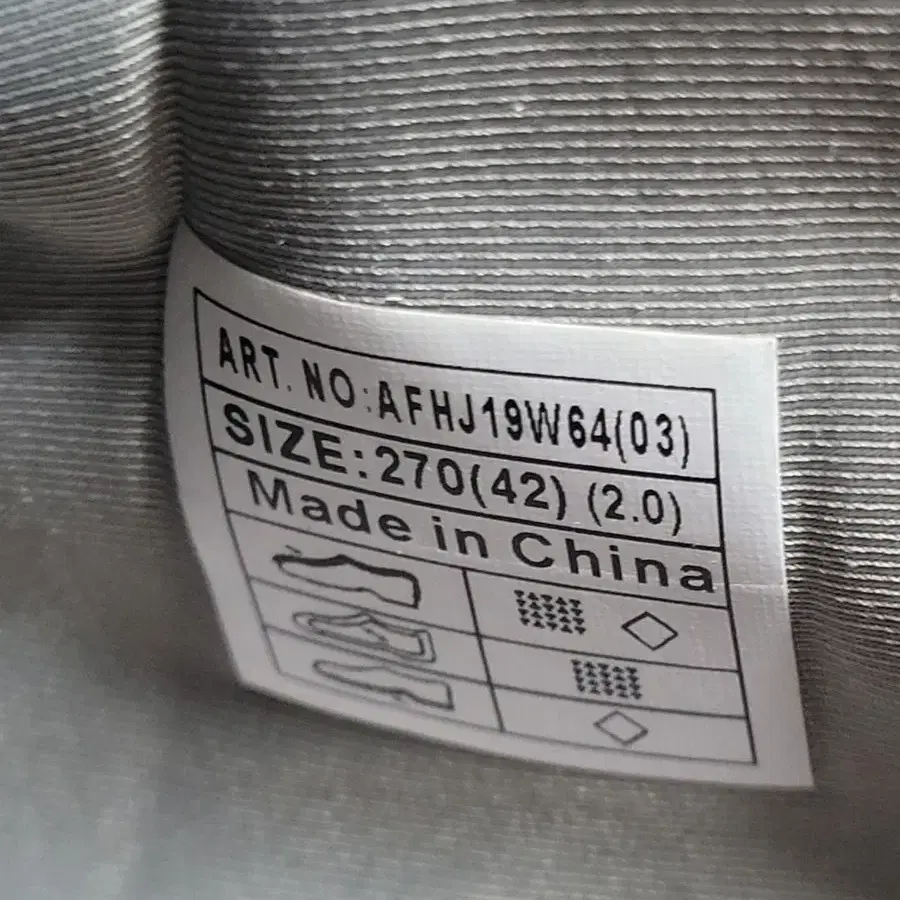 ART. NO:AFHJ19W64(03)
SIZE:270(42) (2.0)
Made in China